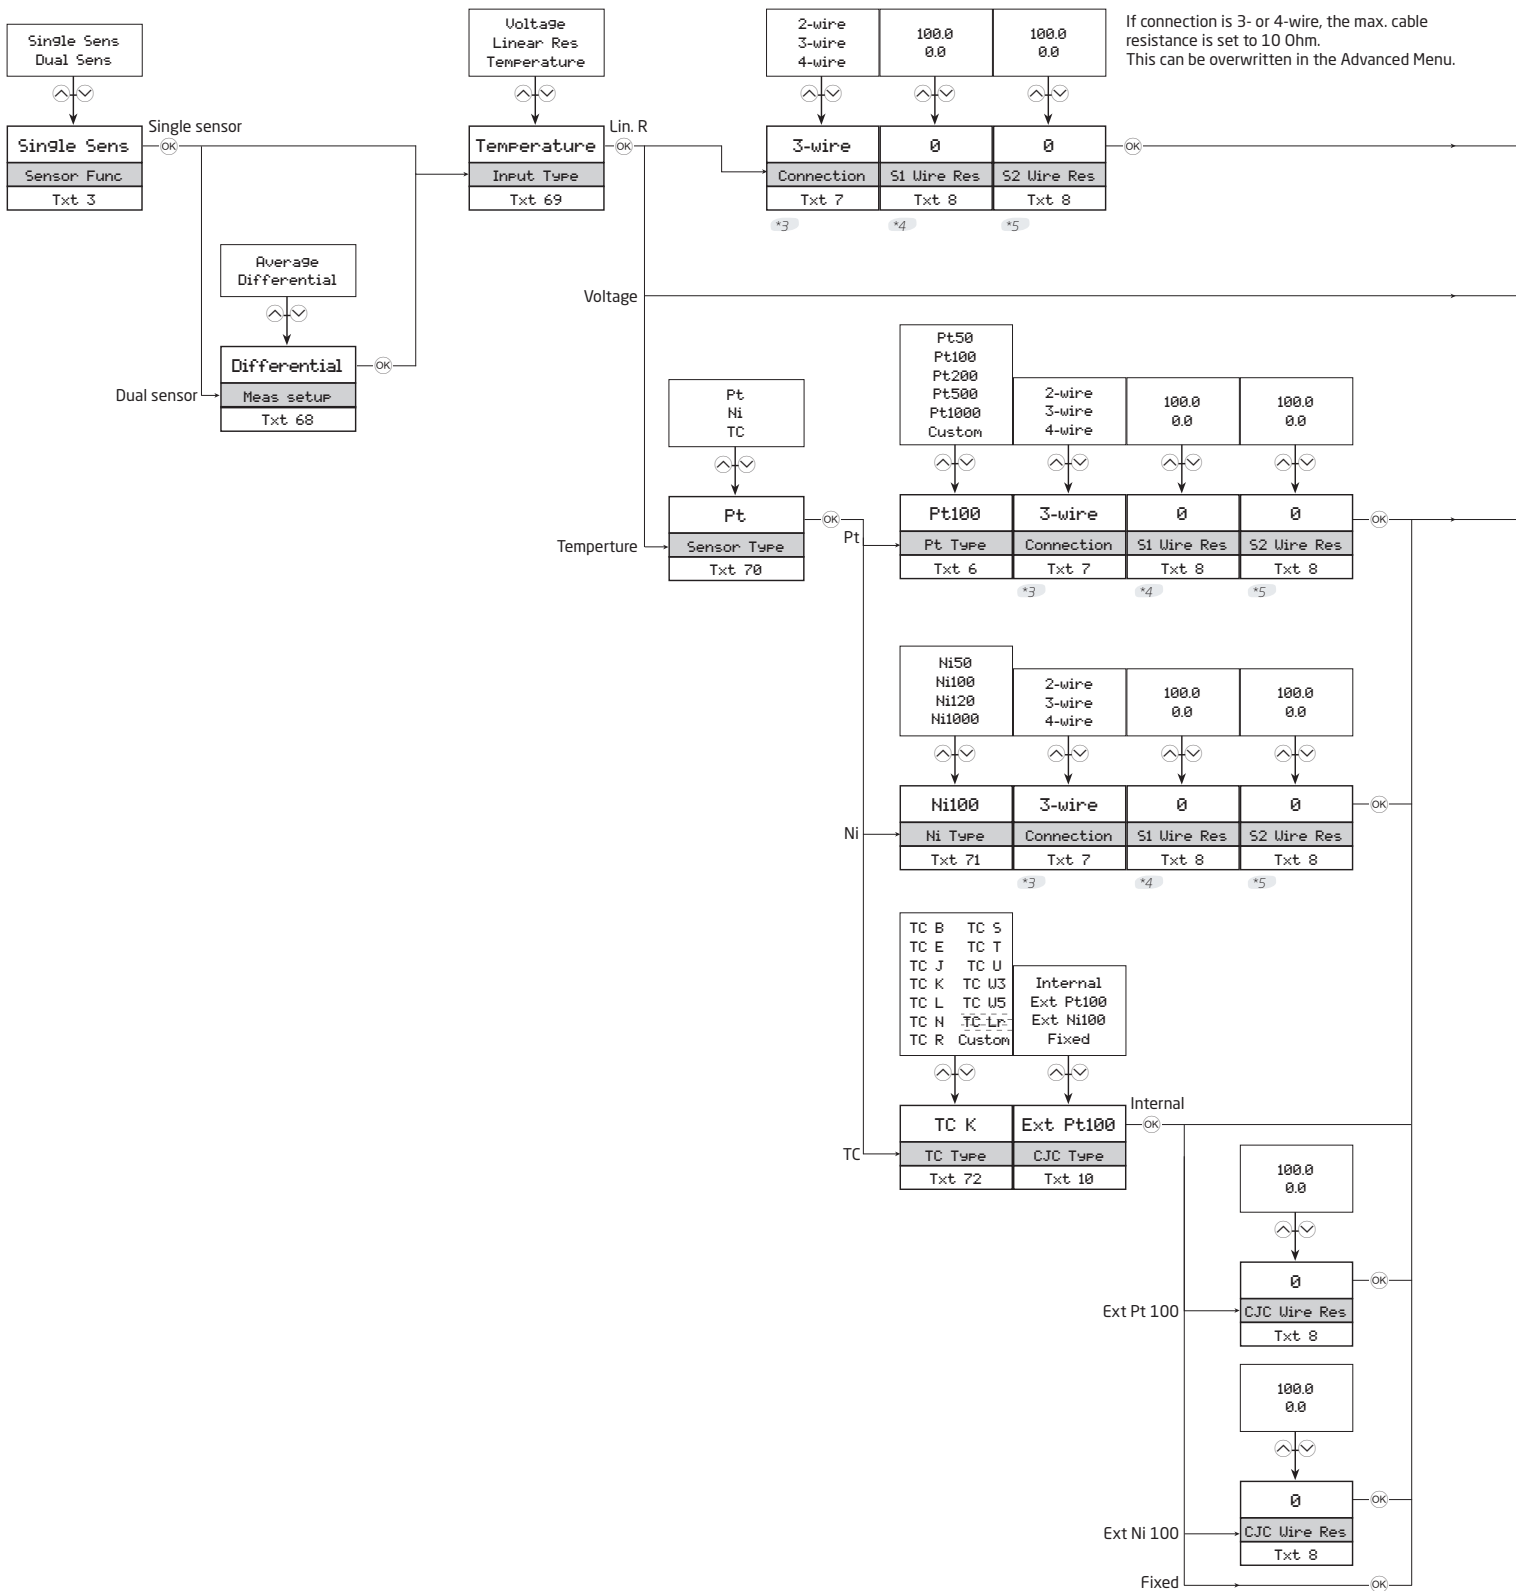 Single Sens
Dual Sens
Single sensor
OK
Single Sens
Sensor Func
Txt 3
Average
Differential
Differential
OK
Dual sensor
Meas setup
Txt 68
Voltage
Linear Res
Temperature
Lin. R
Temperature
OK
Input Type
Txt 69
2-wire
3-wire
4-wire
100.0
0.0
100.0
0.0
If connection is 3- or 4-wire, the max. cable
resistance is set to 10 Ohm.
This can be overwritten in the Advanced Menu.
3-wire
0
0
OK
Connection
S1 Wire Res
S2 Wire Res
Txt 7
Txt 8
Txt 8
*3
*4
*5
Voltage
Pt
Ni
TC
Pt
OK
Temperture
Sensor Type
Txt 70
Pt50
Pt100
Pt200
Pt500
Pt1000
Custom
2-wire
3-wire
4-wire
100.0
0.0
100.0
0.0
Pt100
3-wire
0
0
OK
Pt
Pt Type
Connection
S1 Wire Res
S2 Wire Res
Txt 6
Txt 7
Txt 8
Txt 8
*3
*4
*5
Ni50
Ni100
Ni120
Ni1000
2-wire
3-wire
4-wire
100.0
0.0
100.0
0.0
Ni100
3-wire
0
0
OK
Ni
Ni Type
Connection
S1 Wire Res
S2 Wire Res
Txt 71
Txt 7
Txt 8
Txt 8
*3
*4
*5
TC B TC S
TC E TC T
TC J TC U
TC K TC W3
TC L TC W5
TC N TC Lr
TC R Custom
Internal
Ext Pt100
Ext Ni100
Fixed
Internal
TC K
Ext Pt100
OK
TC
TC Type
CJC Type
Txt 72
Txt 10
100.0
0.0
0
OK
Ext Pt 100
CJC Wire Res
Txt 8
100.0
0.0
0
OK
Ext Ni 100
CJC Wire Res
Txt 8
Fixed
OK